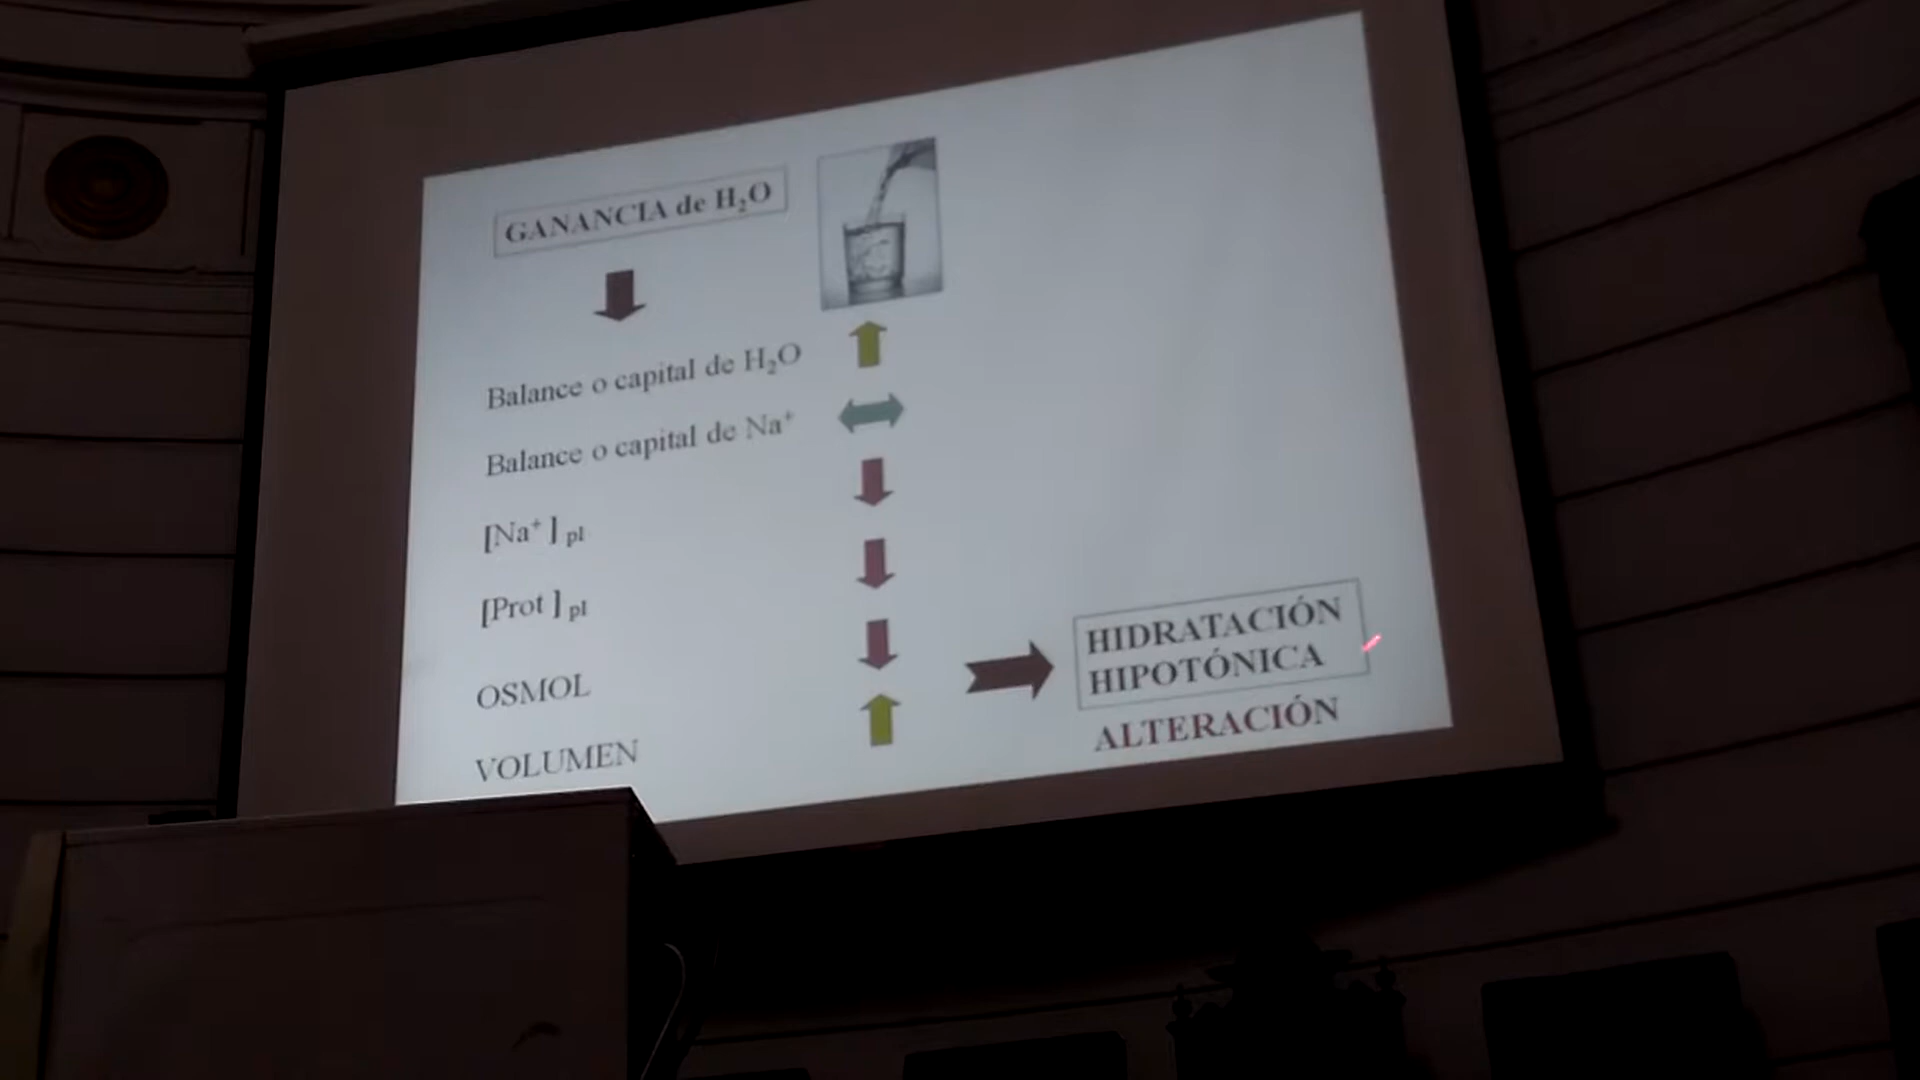 GANANCIA de H₂O
Balance o capital de H₂O
Balance o capital de Na⁺
[Na⁺] pl
[Prot] pl
OSMOL
VOLUMEN
HIDRATACIÓN
HIPOTÓNICA
ALTERACIÓN